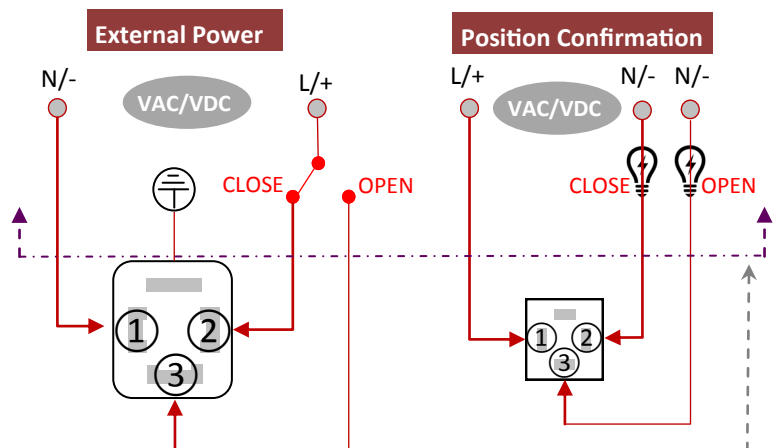 External Power
Position Confirmation
N/-
VAC/VDC
L/+
L/+
VAC/VDC
N/-
N/-
CLOSE
OPEN
CLOSE
OPEN
1
2
3
1
2
3